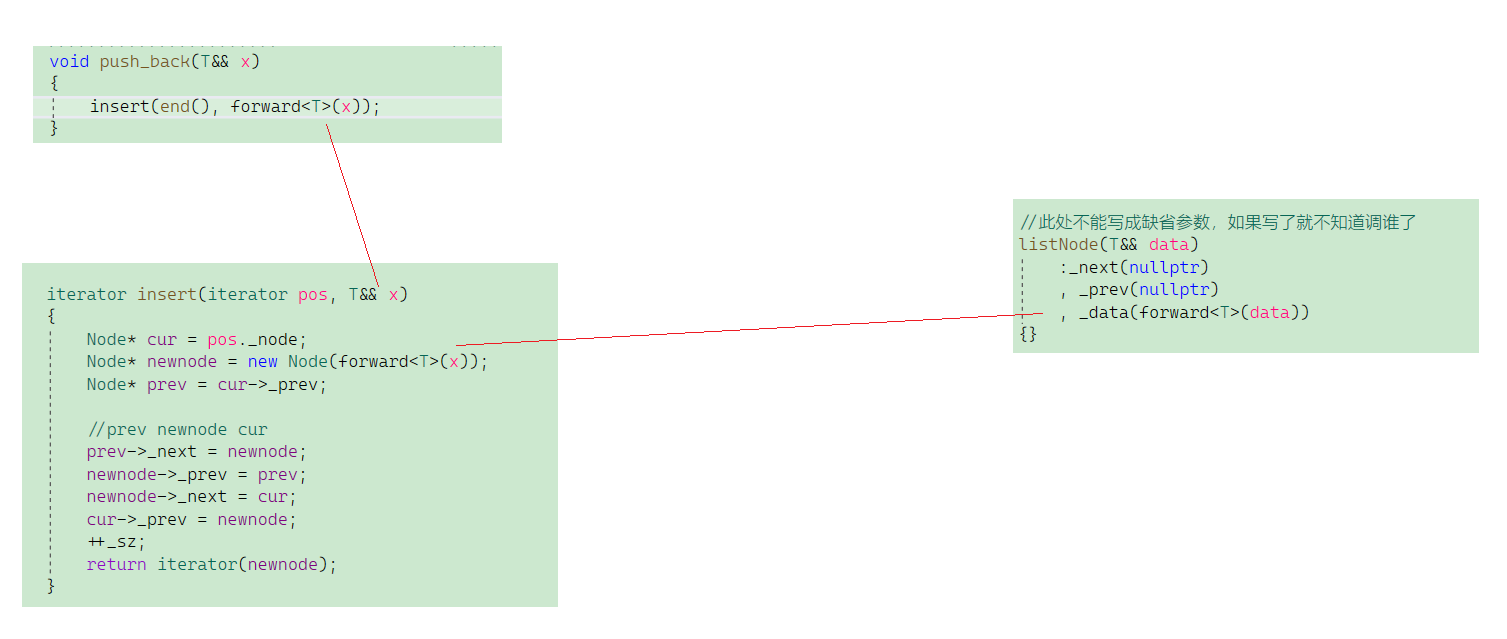 void push_back(T&& x)
{
    insert(end(), forward<T>(x));
}
iterator insert(iterator pos, T&& x)
{
    Node* cur = pos._node;
    Node* newnode = new Node(forward<T>(x));
    Node* prev = cur->_prev;
    //prev newnode cur
    prev->_next = newnode;
    newnode->_prev = prev;
    newnode->_next = cur;
    cur->_prev = newnode;
    ++_sz;
    return iterator(newnode);
}
//此处不能写成缺省参数，如果写了就不知道调谁了
listNode(T&& data)
    :_next(nullptr)
    , _prev(nullptr)
    , _data(forward<T>(data))
{}